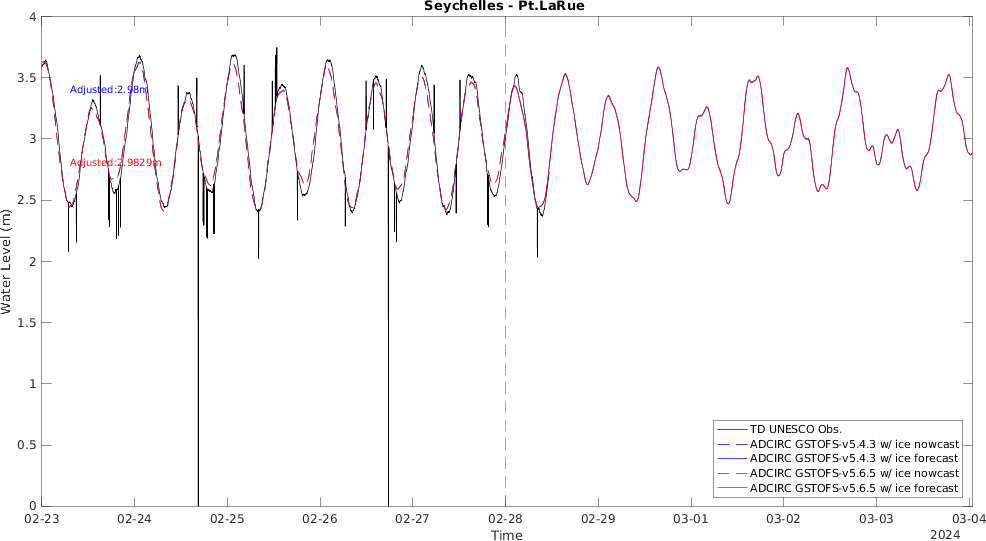 Seychelles - Pt.LaRue
4
3.5
3
2.5
2
1.5
1
0.5
0
Water Level (m)
Adjusted:2.98m
Adjusted:2.9829m
TD UNESCO Obs.
ADCIRC GSTOFS-v5.4.3 w/ ice nowcast
ADCIRC GSTOFS-v5.4.3 w/ ice forecast
ADCIRC GSTOFS-v5.6.5 w/ ice nowcast
ADCIRC GSTOFS-v5.6.5 w/ ice forecast
02-23 02-24 02-25 02-26 02-27 02-28 02-29 03-01 03-02 03-03 03-04
Time
2024